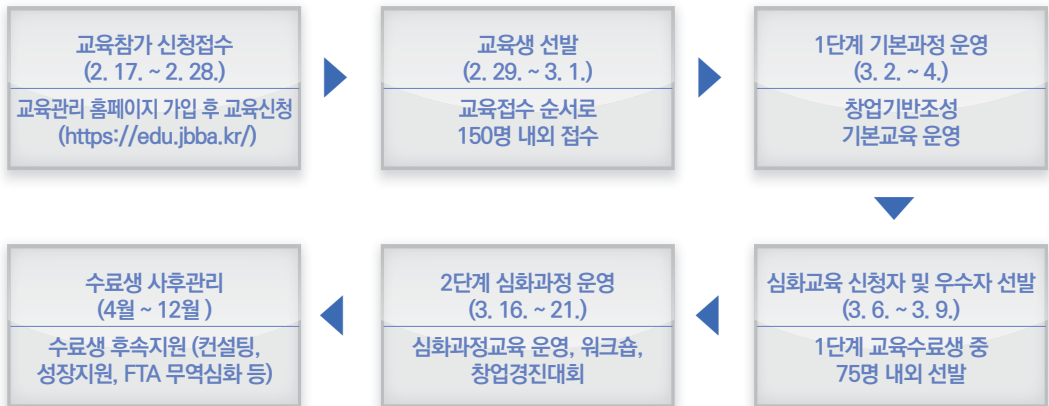 교육참가 신청접수
(2. 17. ~ 2. 28.)
교육관리 홈페이지 가입 후 교육신청
(https://edu.jbba.kr/)
교육생 선발
(2. 29. ~ 3. 1.)
교육접수 순서로
150명 내외 접수
1단계 기본과정 운영
(3. 2. ~ 4.)
창업기반조성
기본교육 운영
심화교육 신청자 및 우수자 선발
(3. 6. ~ 3. 9.)
1단계 교육수료생 중
75명 내외 선발
2단계 심화과정 운영
(3. 16. ~ 21.)
심화과정교육 운영, 워크숍,
창업경진대회
수료생 사후관리
(4월 ~ 12월 )
수료생 후속지원 (컨설팅,
성장지원, FTA 무역심화 등)